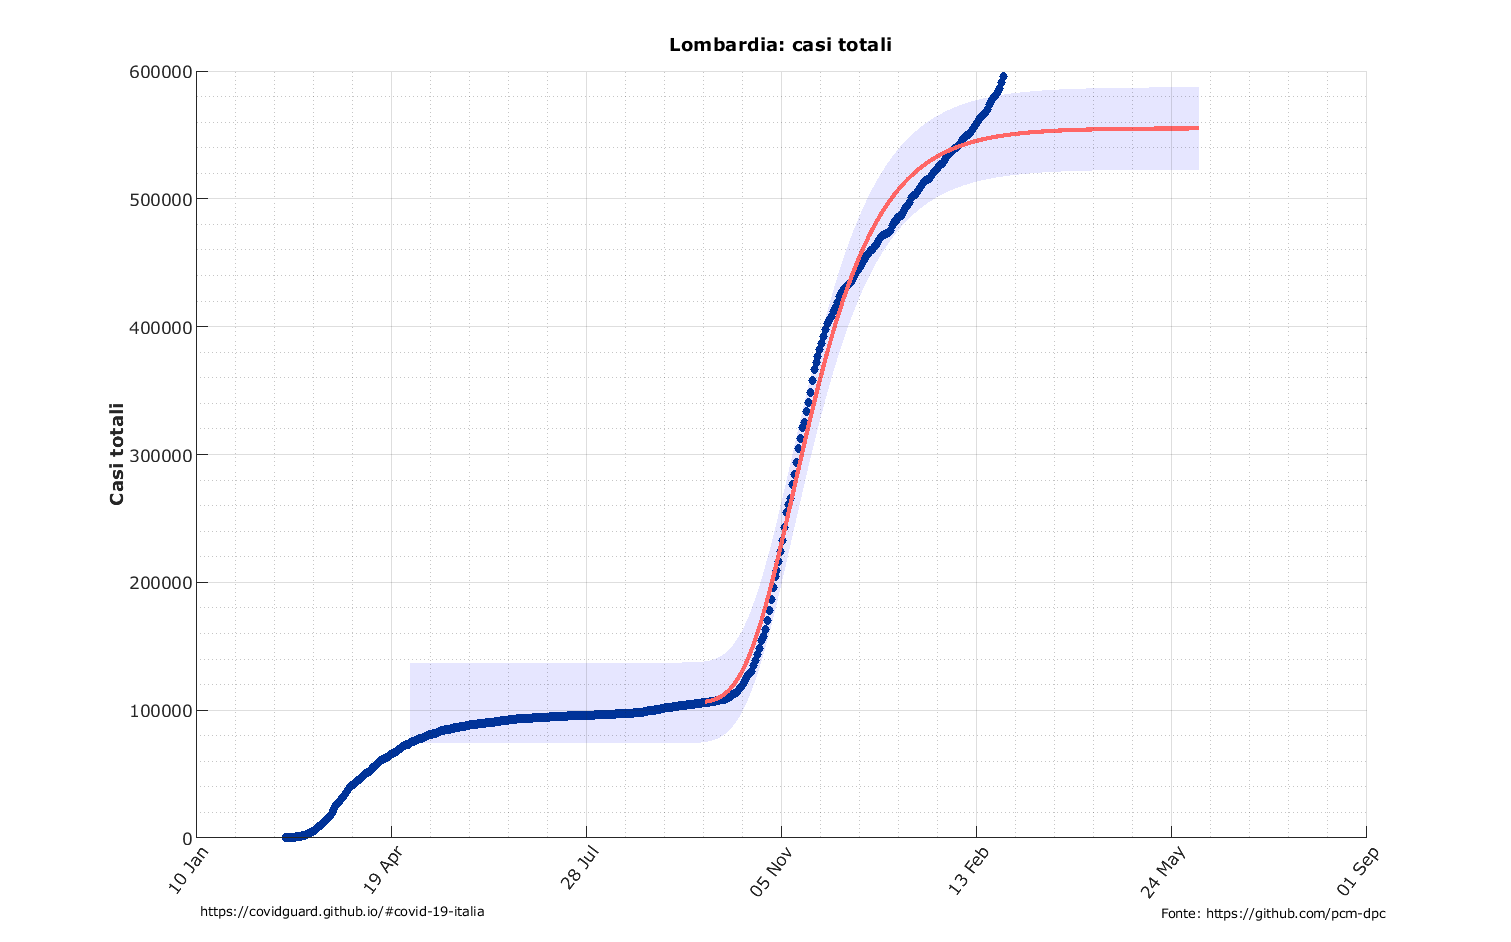 Lombardia: casi totali
600000
500000
400000
300000
200000
100000
0
Casi totali
10 Jan
19 Apr
28 Jul
05 Nov
13 Feb
24 May
01 Sep
https://covidguard.github.io/#covid-19-italia
Fonte: https://github.com/pcm-dpc